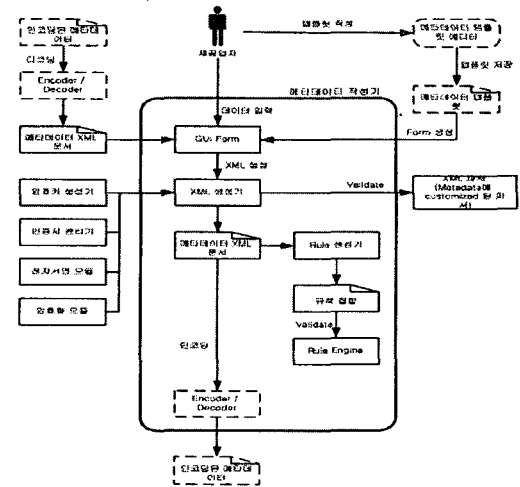 인코딩된 메타데
이터
디코딩
Encoder /
Decoder
메타데이터 XML
문서
암호키 생성기
인증서 관리기
전자서명 모듈
암호화 모듈
제공업자
템플릿 작성
메타데이터 템플
릿 에디터
템플릿 저장
메타데이터 템플
릿
Form 생성
메타데이터 작성기
데이터 입력
GUI Form
XML 생성
XML 생성기
Validate
XML
(Metadata에
customized 된 파
서)
메타데이터 XML
문서
Rule 관리기
규칙 집합
Validate
Rule Engine
인코딩
Encoder /
Decoder
인코딩된 메타데
이터